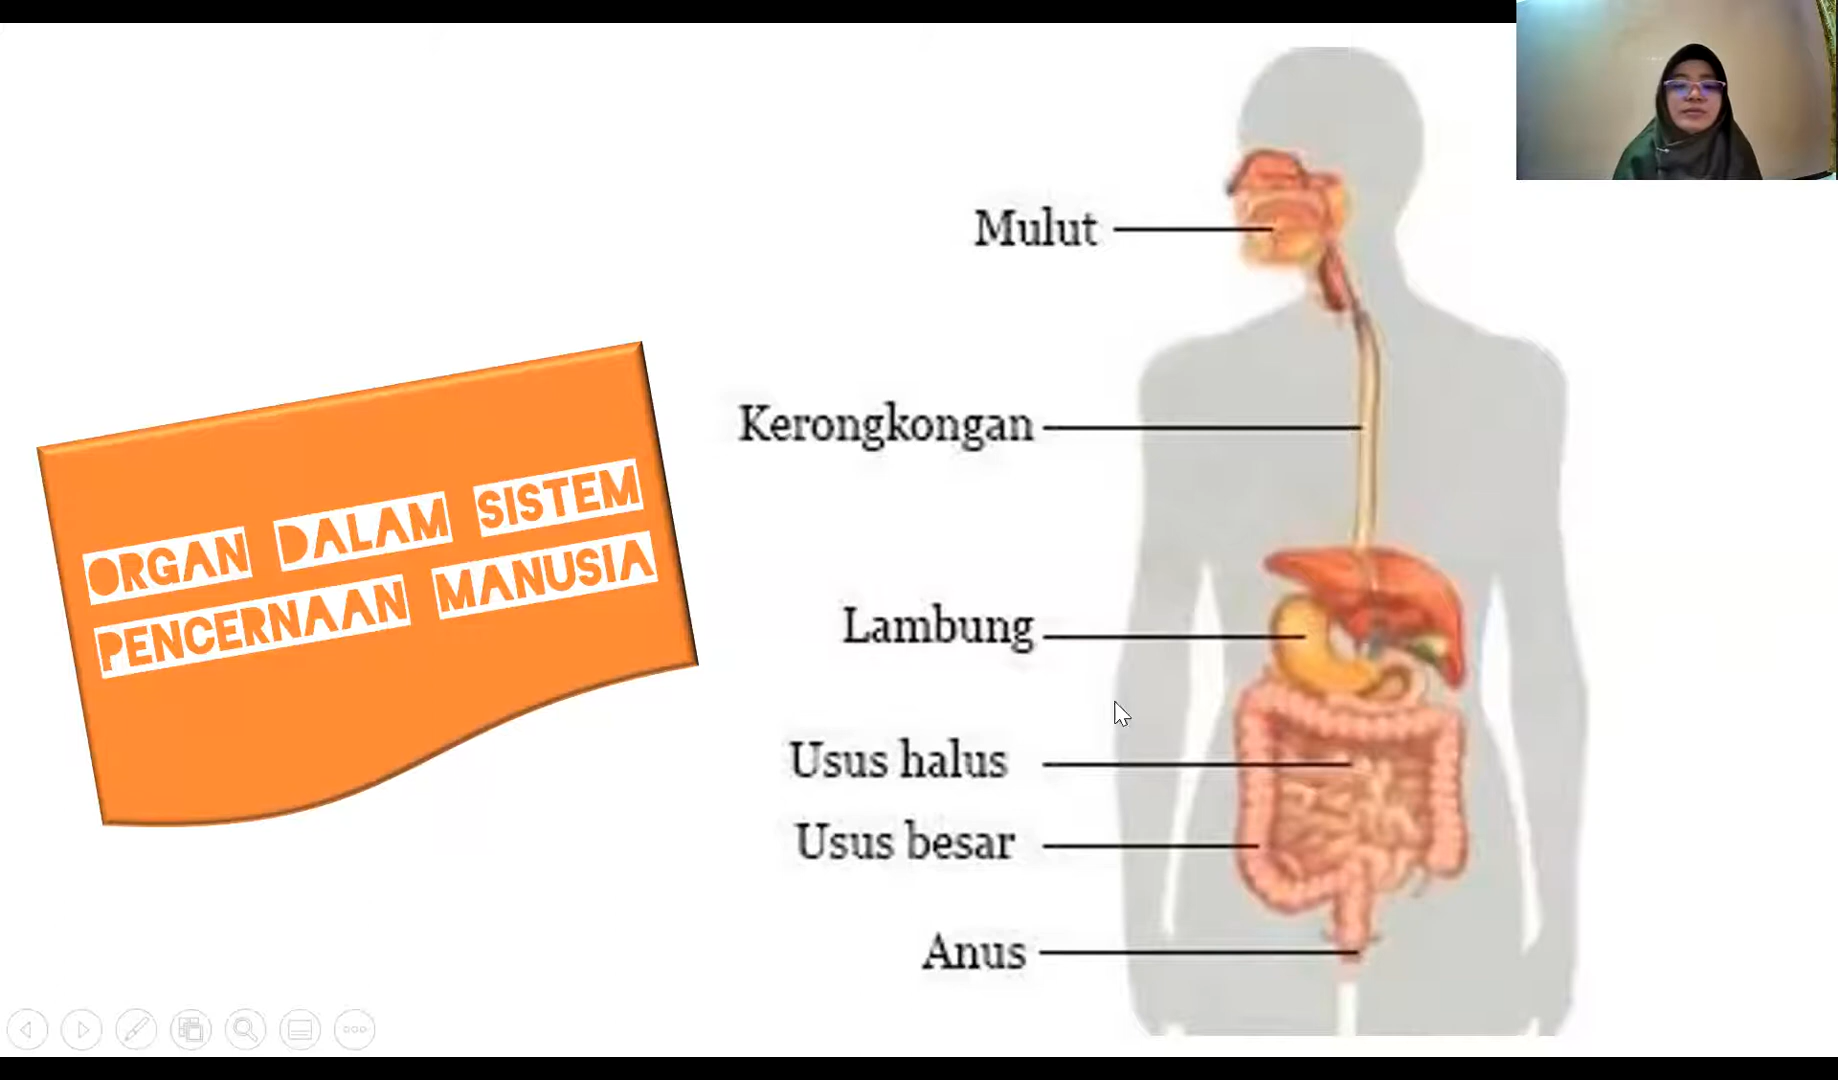 ORGAN DALAM SISTEM
PENCERNAAN MANUSIA
Mulut
Kerongkongan
Lambung
Usus halus
Usus besar
Anus